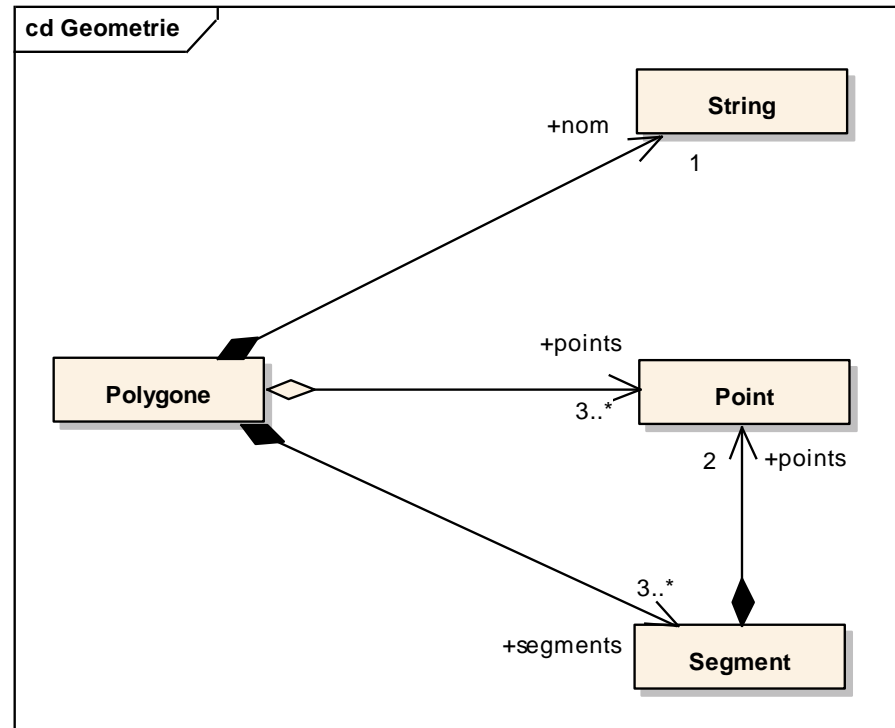 cd Geometrie
String
+nom
1
+points
Polygone
Point
3..*
2 +points
3..*
+segments
Segment